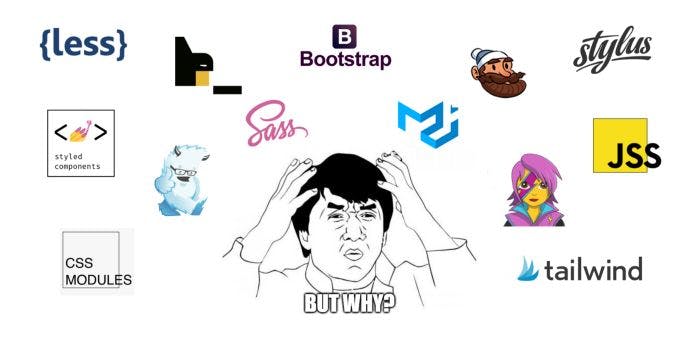 {less}
B
Bootstrap
stylus
Sass
styled
components
JSS
CSS
MODULES
tailwind
BUT WHY?